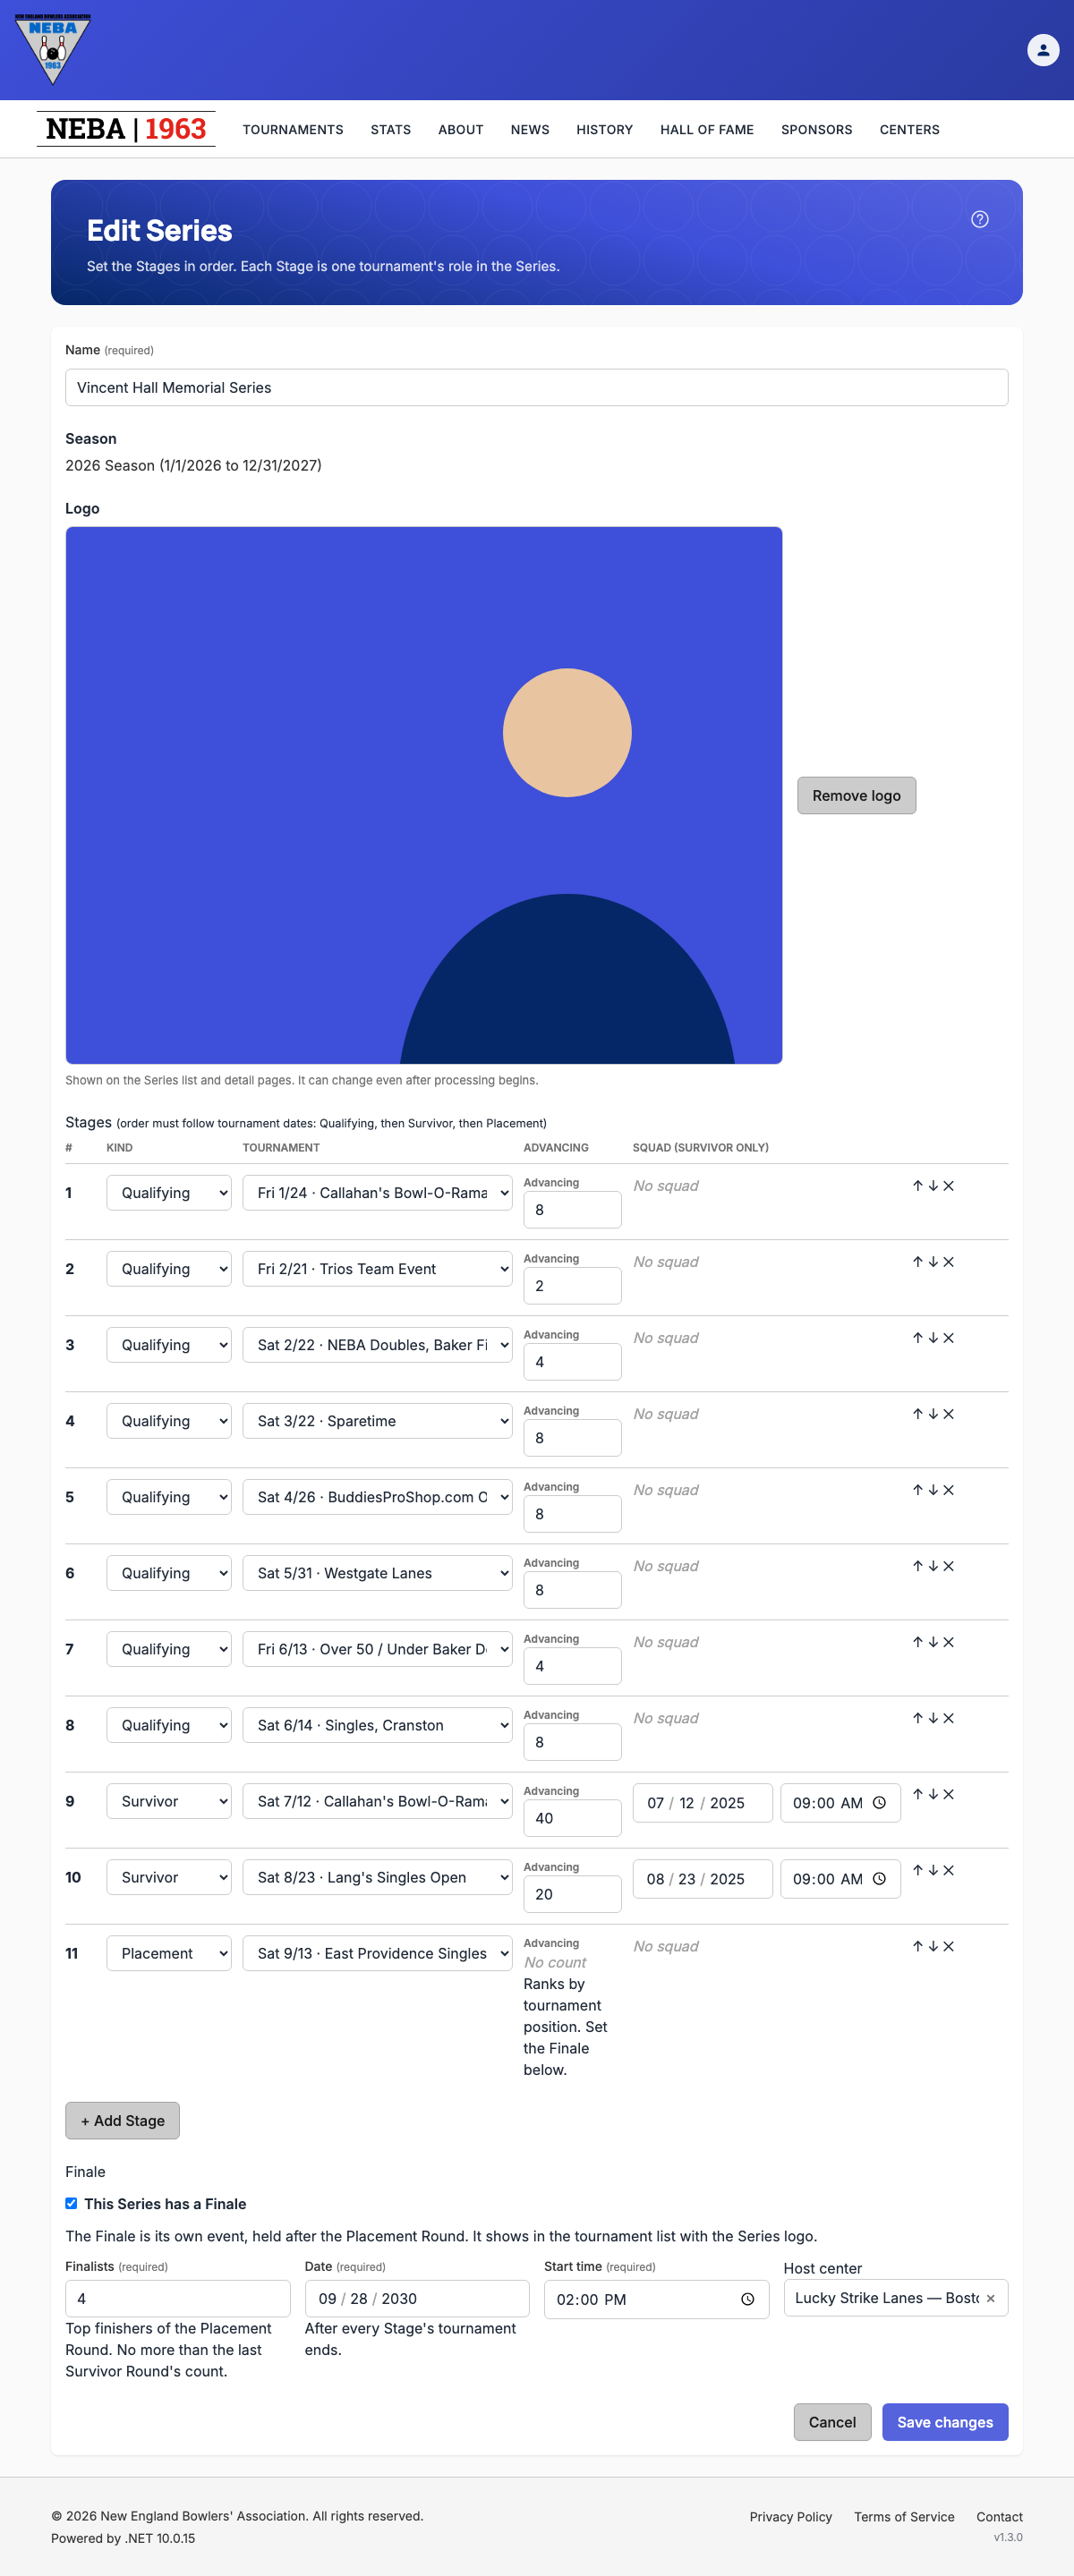 NEW ENGLAND BOWLERS ASSOCIATION
NEBA
1963
NEBA | 1963
TOURNAMENTS STATS ABOUT NEWS HISTORY HALL OF FAME SPONSORS CENTERS
Edit Series
Set the Stages in order. Each Stage is one tournament's role in the Series.
Name (required)
Vincent Hall Memorial Series
Season
2026 Season (1/1/2026 to 12/31/2027)
Logo
Remove logo
Shown on the Series list and detail pages. It can change even after processing begins.
Stages (order must follow tournament dates: Qualifying, then Survivor, then Placement)
# KIND TOURNAMENT ADVANCING SQUAD (SURVIVOR ONLY)
1 Qualifying Fri 1/24 · Callahan's Bowl-O-Rama Advancing 8 No squad
2 Qualifying Fri 2/21 · Trios Team Event Advancing 2 No squad
3 Qualifying Sat 2/22 · NEBA Doubles, Baker Fi Advancing 4 No squad
4 Qualifying Sat 3/22 · Sparetime Advancing 8 No squad
5 Qualifying Sat 4/26 · BuddiesProShop.com O Advancing 8 No squad
6 Qualifying Sat 5/31 · Westgate Lanes Advancing 8 No squad
7 Qualifying Fri 6/13 · Over 50 / Under Baker Do Advancing 4 No squad
8 Qualifying Sat 6/14 · Singles, Cranston Advancing 8 No squad
9 Survivor Sat 7/12 · Callahan's Bowl-O-Rama Advancing 40 07 / 12 / 2025 09:00 AM
10 Survivor Sat 8/23 · Lang's Singles Open Advancing 20 08 / 23 / 2025 09:00 AM
11 Placement Sat 9/13 · East Providence Singles Advancing No squad
No count
Ranks by
tournament
position. Set
the Finale
below.
+ Add Stage
Finale
This Series has a Finale
The Finale is its own event, held after the Placement Round. It shows in the tournament list with the Series logo.
Finalists (required) Date (required) Start time (required) Host center
4 09 / 28 / 2030 02:00 PM Lucky Strike Lanes — Bosto
Top finishers of the Placement
Round. No more than the last
Survivor Round's count.
After every Stage's tournament
ends.
Cancel Save changes
© 2026 New England Bowlers' Association. All rights reserved.
Powered by .NET 10.0.15
Privacy Policy Terms of Service Contact
v1.3.0